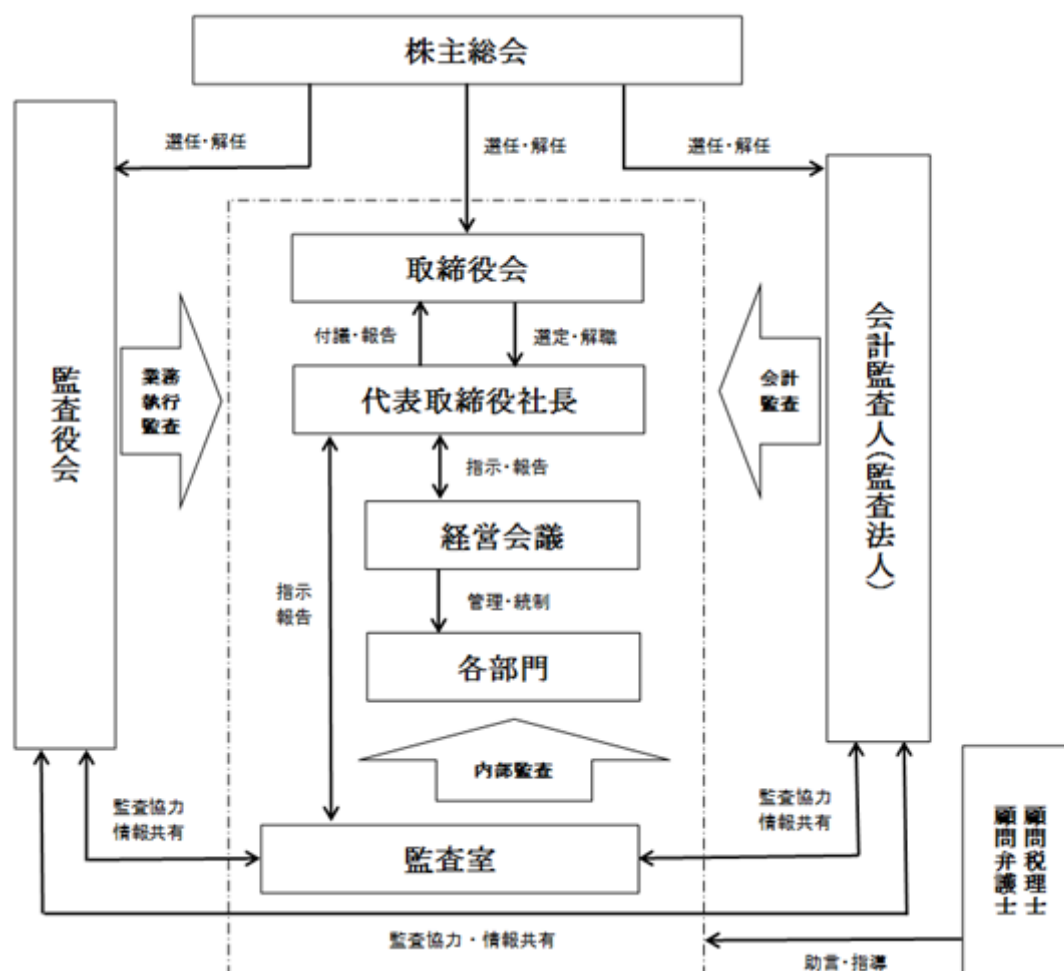 株主総会
選任・解任
選任・解任
選任・解任
取締役会
付議・報告
選定・解職
代表取締役社長
監査役会
業務
執行
監査
会計
監査
会計監査人(監査法人)
指示・報告
経営会議
指示
報告
管理・統制
各部門
内部監査
監査協力
情報共有
監査協力
情報共有
監査室
顧問税理士
顧問弁護士
監査協力・情報共有
助言・指導